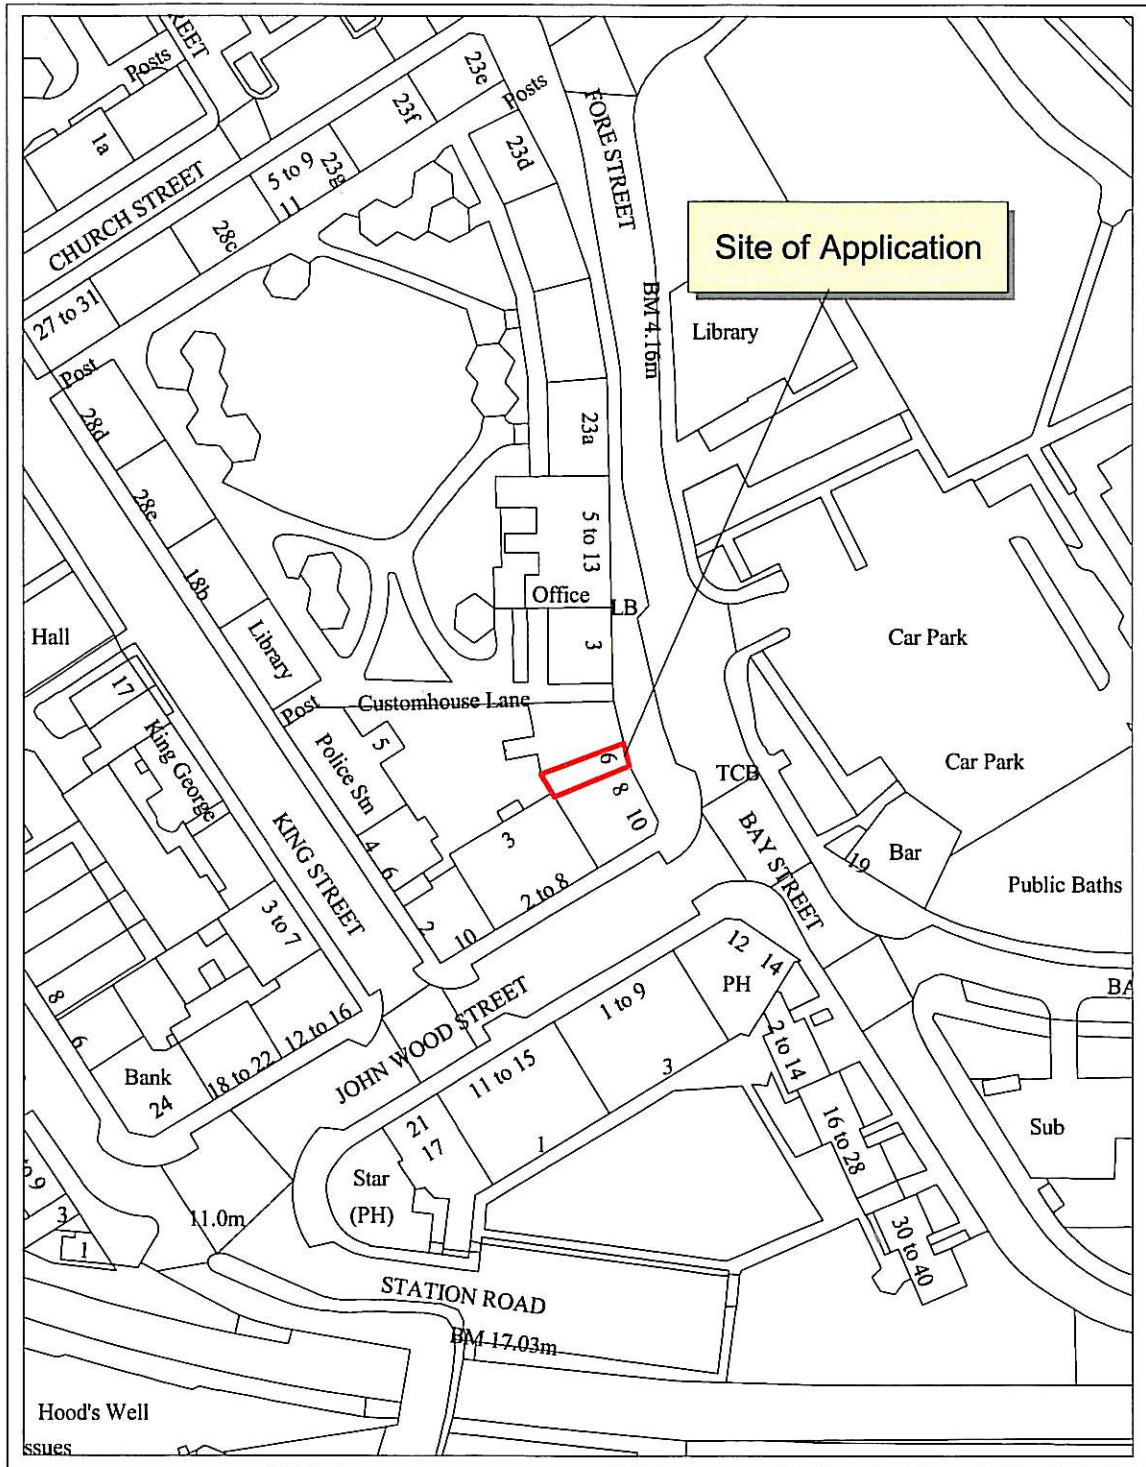 REET
Posts
1a
23e
23f
Posts
23d
5 to 9
23g
11
28c
CHURCH STREET
27 to 31
Post
28d
28e
18b
Library
FORE STREET
Site of Application
BM 4.16m
Library
23a
5 to 13
Office
LB
3
Customhouse Lane
Post
Hall
17
King George
Police Stn
5
KING STREET
4
6
2
10
3
2 to 8
6
8
10
TCB
Car Park
Car Park
BAY STREET
Bar
19
Public Baths
BA
3 to 7
12 to 16
18 to 22
Bank
24
8
6
JOHN WOOD STREET
1 to 9
12
14
PH
2 to 14
3
11 to 15
1
21
17
Star
(PH)
16 to 28
30 to 40
Sub
to 9
3
1
11.0m
STATION ROAD
BM 17.03m
Hood's Well
ssues